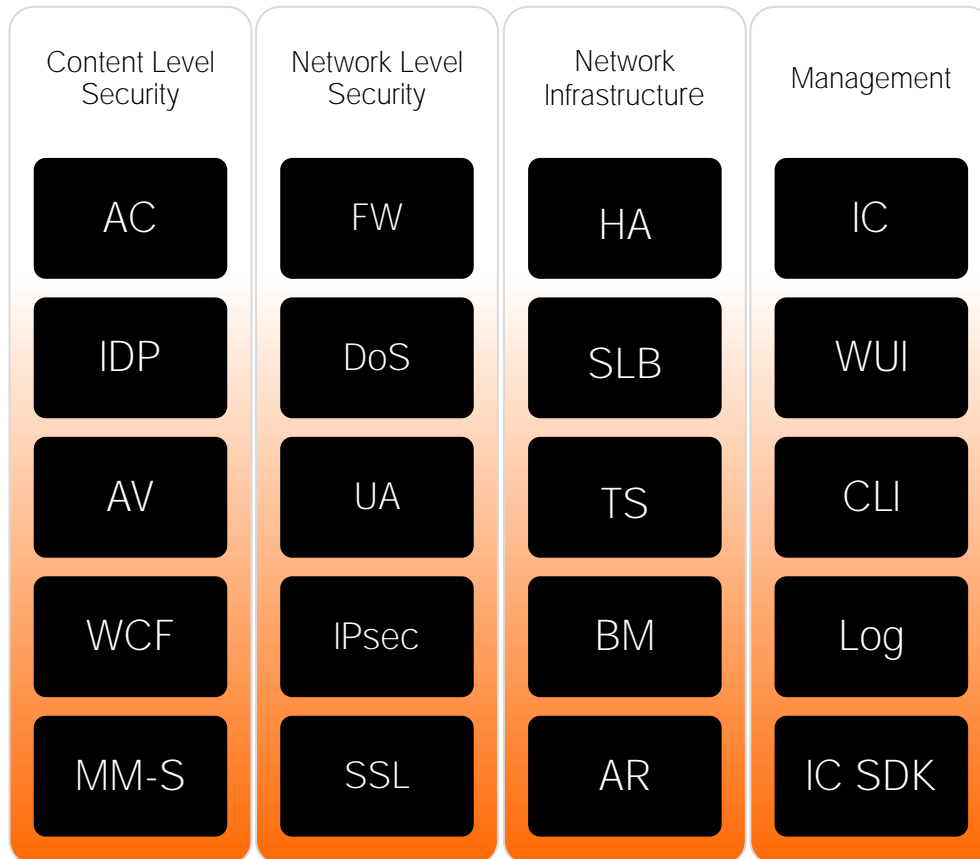 Content Level
Security
AC
IDP
AV
WCF
MM-S
Network Level
Security
FW
DoS
UA
IPsec
SSL
Network
Infrastructure
HA
SLB
TS
BM
AR
Management
IC
WUI
CLI
Log
IC SDK